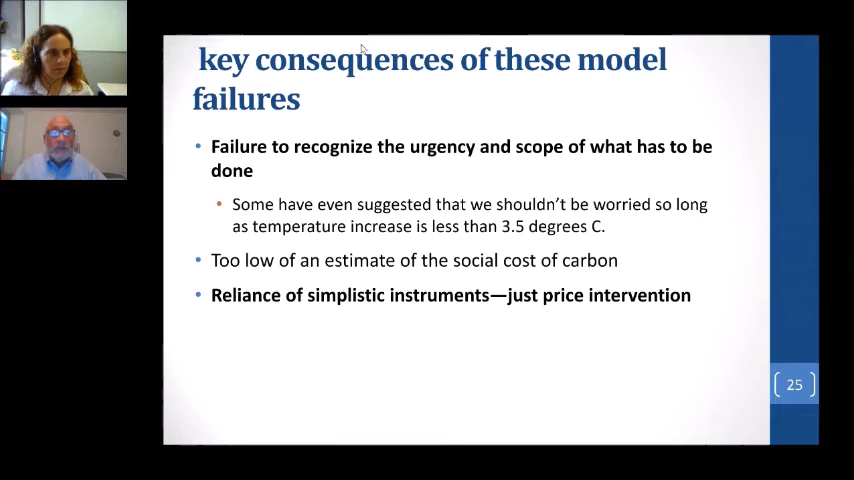 key consequences of these model
failures
• Failure to recognize the urgency and scope of what has to be
done
• Some have even suggested that we shouldn't be worried so long
as temperature increase is less than 3.5 degrees C.
• Too low of an estimate of the social cost of carbon
• Reliance of simplistic instruments—just price intervention
25